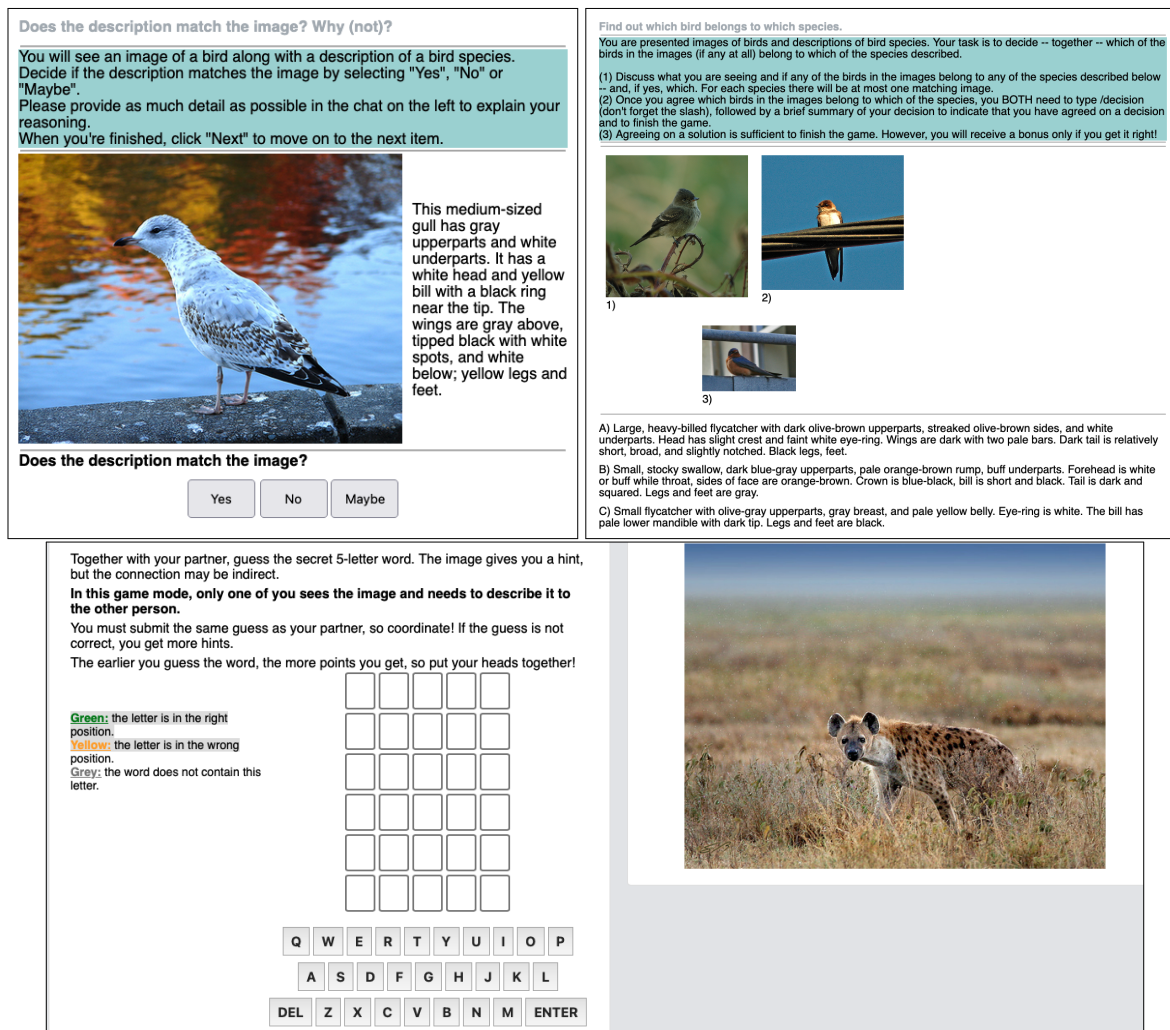 Does the description match the image? Why (not)?
You will see an image of a bird along with a description of a bird species.
Decide if the description matches the image by selecting "Yes", "No" or
"Maybe".
Please provide as much detail as possible in the chat on the left to explain your
reasoning.
When you're finished, click "Next" to move on to the next item.
This medium-sized
gull has gray
upperparts and white
underparts. It has a
white head and yellow
bill with a black ring
near the tip. The
wings are gray above,
tipped black with white
spots, and white
below; yellow legs and
feet.
Does the description match the image?
Yes
No
Maybe
Find out which bird belongs to which species.
You are presented images of birds and descriptions of bird species. Your task is to decide -- together -- which of the
birds in the images (if any at all) belong to which of the species described.
(1) Discuss what you are seeing and if any of the birds in the images belong to any of the species described below
-- and, if yes, which. For each species there will be at most one matching image.
(2) Once you agree which birds in the images belong to which of the species, you BOTH need to type /decision
(don't forget the slash), followed by a brief summary of your decision to indicate that you have agreed on a decision
and to finish the game.
(3) Agreeing on a solution is sufficient to finish the game. However, you will receive a bonus only if you get it right!
1)
2)
3)
A) Large, heavy-billed flycatcher with dark olive-brown upperparts, streaked olive-brown sides, and white
underparts. Head has slight crest and faint white eye-ring. Wings are dark with two pale bars. Dark tail is relatively
short, broad, and slightly notched. Black legs, feet.
B) Small, stocky swallow, dark blue-gray upperparts, pale orange-brown rump, buff underparts. Forehead is white
or buff while throat, sides of face are orange-brown. Crown is blue-black, bill is short and black. Tail is dark and
squared. Legs and feet are gray.
C) Small flycatcher with olive-gray upperparts, gray breast, and pale yellow belly. Eye-ring is white. The bill has
pale lower mandible with dark tip. Legs and feet are black.
Together with your partner, guess the secret 5-letter word. The image gives you a hint,
but the connection may be indirect.
In this game mode, only one of you sees the image and needs to describe it to
the other person.
You must submit the same guess as your partner, so coordinate! If the guess is not
correct, you get more hints.
The earlier you guess the word, the more points you get, so put your heads together!
Green: the letter is in the right
position.
Yellow: the letter is in the wrong
position.
Grey: the word does not contain this
letter.
Q W E R T Y U I O P
A S D F G H J K L
DEL Z X C V B N M ENTER